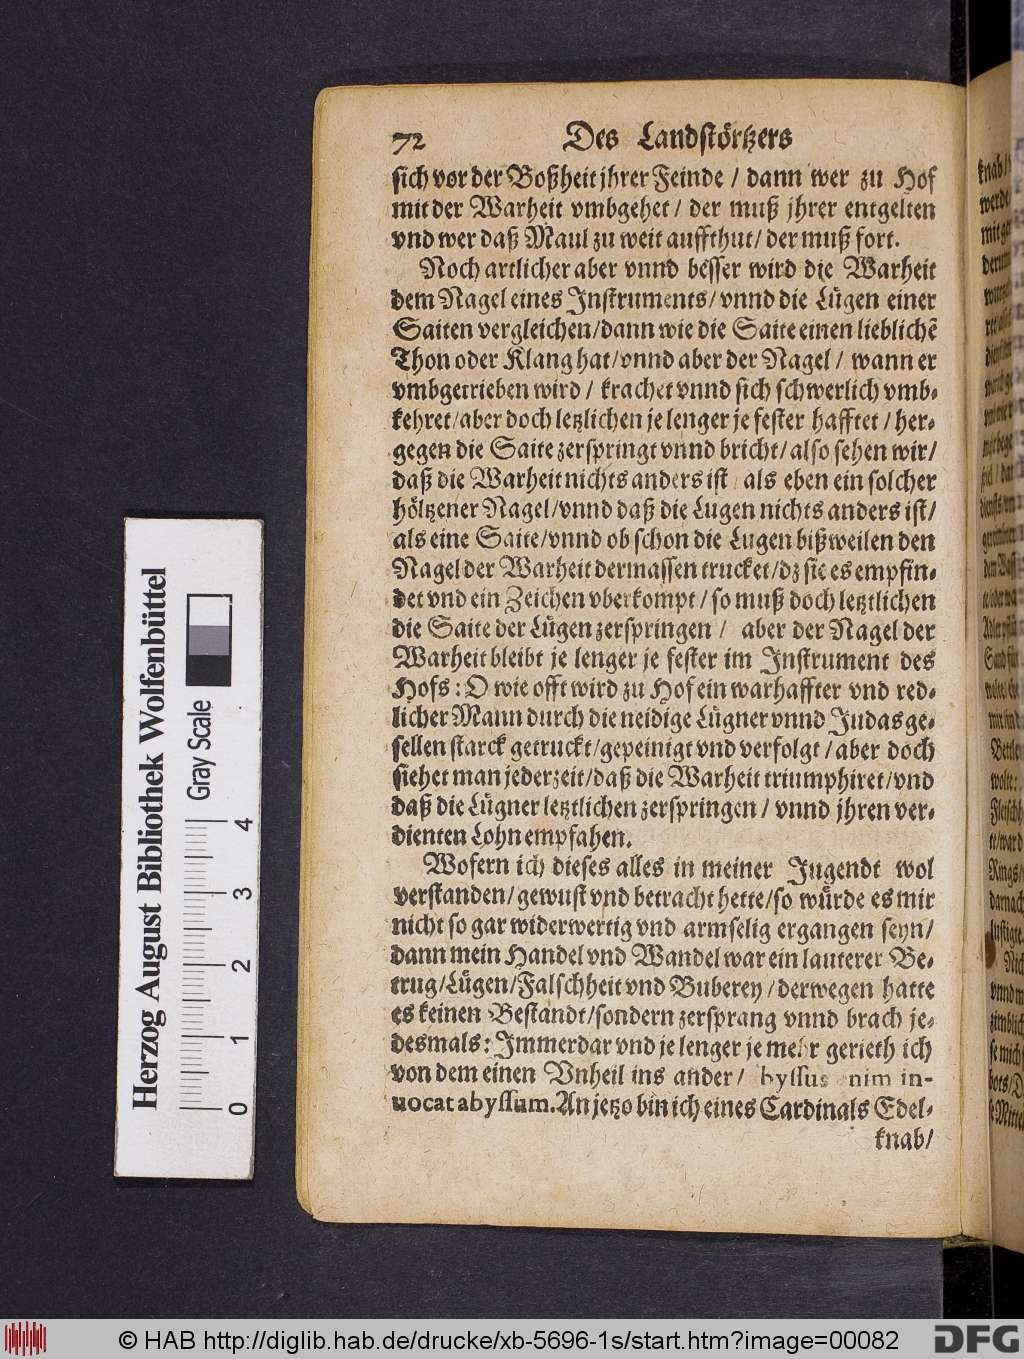 72 Des Landſtörtzers
ſich vor der Boßheit jhrer Feinde / dann wer zu Hof
mit der Warheit vmbgehet / der muß jhrer entgelten
vnd wer daß Maul zu weit auffthut / der muß fort.
Noch artlicher aber vnnd beſſer wird die Warheit
dem Nagel eines Inſtruments / vnnd die Lügen einer
Saiten vergleichen / dann wie die Saite einen lieblichẽ
Thon oder Klang hat / vnnd aber der Nagel / wann er
vmbgetrieben wird / krachet vnnd ſich ſchwerlich vmb-
kehret / aber doch letzlichen je lenger je feſter hafftet / her-
gegen die Saite zerſpringt vnnd bricht / alſo ſehen wir /
daß die Warheit nichts anders iſt als eben ein ſolcher
höltzener Nagel / vnnd daß die Lugen nichts anders iſt /
als eine Saite / vnnd ob ſchon die Lugen bißweilen den
Nagel der Warheit dermaſſen trucket / dz ſie es empfin-
det vnd ein Zeichen vberkompt / ſo muß doch letztlichen
die Saite der Lügen zerſpringen / aber der Nagel der
Warheit bleibt je lenger je feſter im Inſtrument des
Hofs: O wie offt wird zu Hof ein warhaffter vnd red-
licher Mann durch die neidige Lügner vnnd Judasge-
ſellen ſtarck getruckt / gepeinigt vnd verfolgt / aber doch
ſiehet man jederzeit / daß die Warheit triumphiret / vnd
daß die Lügner letztlichen zerſpringen / vnnd jhren ver-
dienten Lohn empfahen.
Wofern ich dieſes alles in meiner Jugendt wol
verſtanden / gewuſt vnd betracht hette / ſo würde es mir
nicht ſo gar widerwertig vnd armſelig ergangen ſeyn /
dann mein Handel vnd Wandel war ein lauterer Be-
trug / Lügen / Falſchheit vnd Buberey / derwegen hatte
es keinen Beſtandt / ſondern zerſprang vnnd brach je-
desmals: Immerdar vnd je lenger je mehr gerieth ich
von dem einen Vnheil ins ander / byſſus nim in-
uocat abyſſum. An jetzo bin ich eines Cardinals Edel-
knab /
Herzog August Bibliothek Wolfenbüttel
Gray Scale
0 1 2 3 4
© HAB http://diglib.hab.de/drucke/xb-5696-1s/start.htm?image=00082
DFG